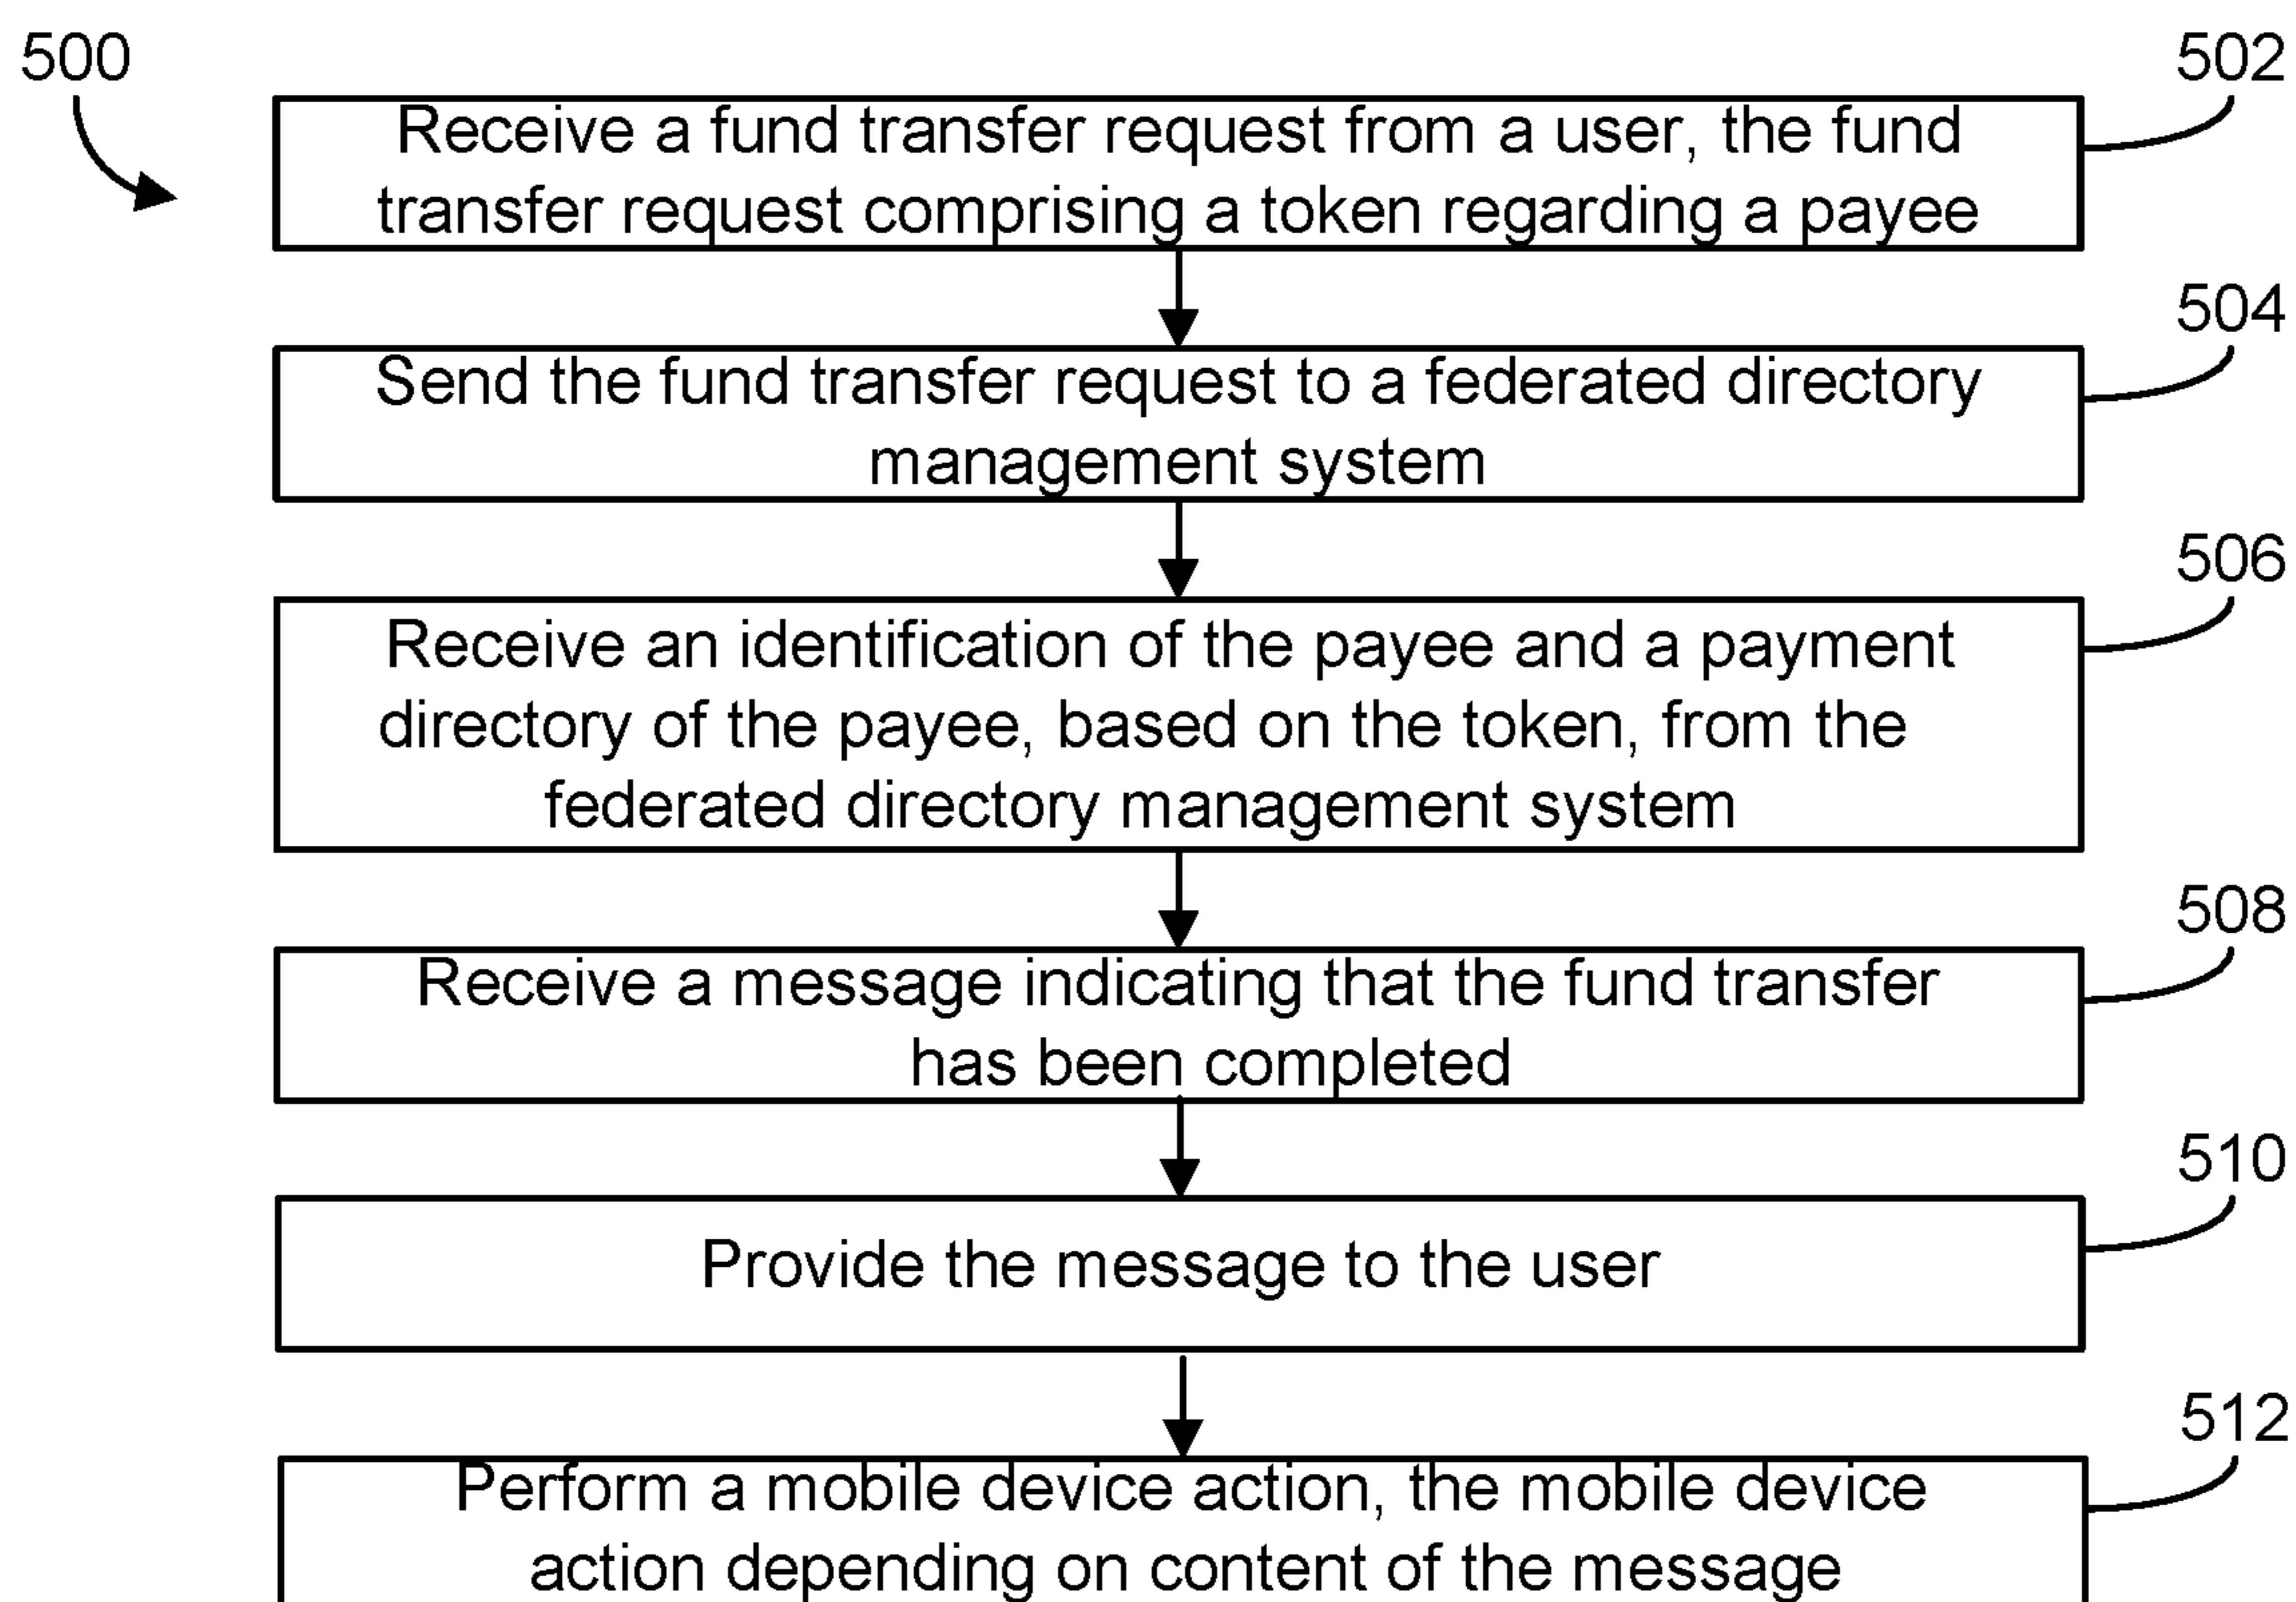 500
502
Receive a fund transfer request from a user, the fund
transfer request comprising a token regarding a payee
504
Send the fund transfer request to a federated directory
management system
506
Receive an identification of the payee and a payment
directory of the payee, based on the token, from the
federated directory management system
508
Receive a message indicating that the fund transfer
has been completed
510
Provide the message to the user
512
Perform a mobile device action, the mobile device
action depending on content of the message